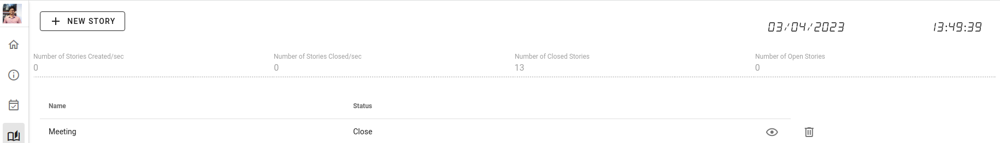 NEW STORY
03/04/2023 13:49:39
Number of Stories Created/sec Number of Stories Closed/sec Number of Closed Stories Number of Open Stories
0 0 13 0
Name Status
Meeting Close